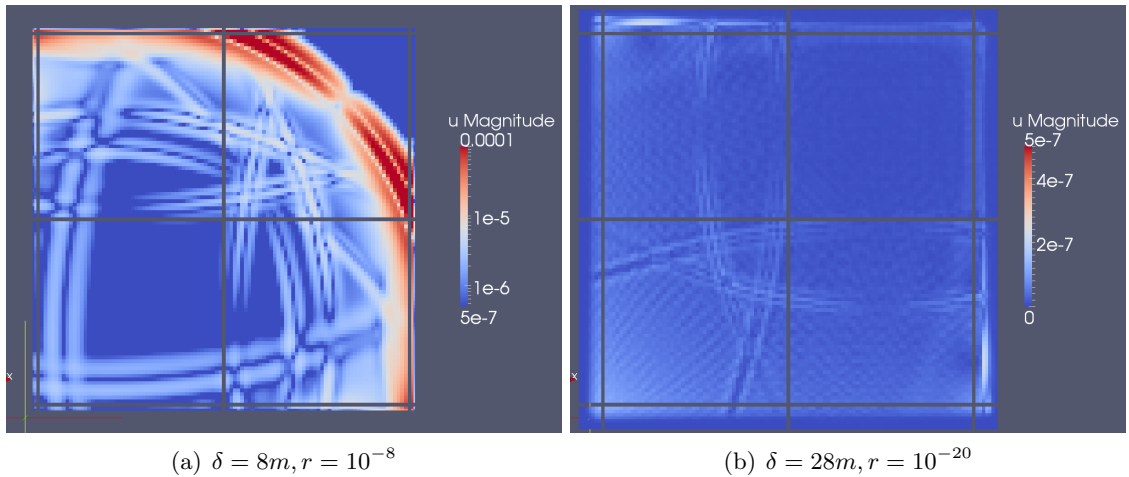 u Magnitude
0.0001
1e-5
1e-6
5e-7
x
u Magnitude
5e-7
4e-7
2e-7
0
x
(a) δ = 8m, r = 10⁻⁸
(b) δ = 28m, r = 10⁻²⁰